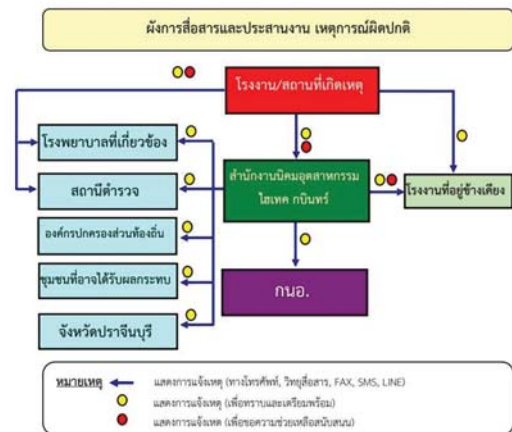 ผังการสื่อสารและประสานงาน เหตุการณ์ผิดปกติ
โรงงาน/สถานที่เกิดเหตุ
โรงพยาบาลที่เกี่ยวข้อง
สถานีตำรวจ
องค์กรปกครองส่วนท้องถิ่น
ชุมชนที่อาจได้รับผลกระทบ
จังหวัดปราจีนบุรี
สำนักงานนิคมอุตสาหกรรม
ไฮเทค กบินทร์
โรงงานที่อยู่ข้างเคียง
กนอ.
หมายเหตุ
แสดงการแจ้งเหตุ (ทางโทรศัพท์, วิทยุสื่อสาร, FAX, SMS, LINE)
แสดงการแจ้งเหตุ (เพื่อทราบและเตรียมพร้อม)
แสดงการแจ้งเหตุ (เพื่อขอความช่วยเหลือสนับสนุน)